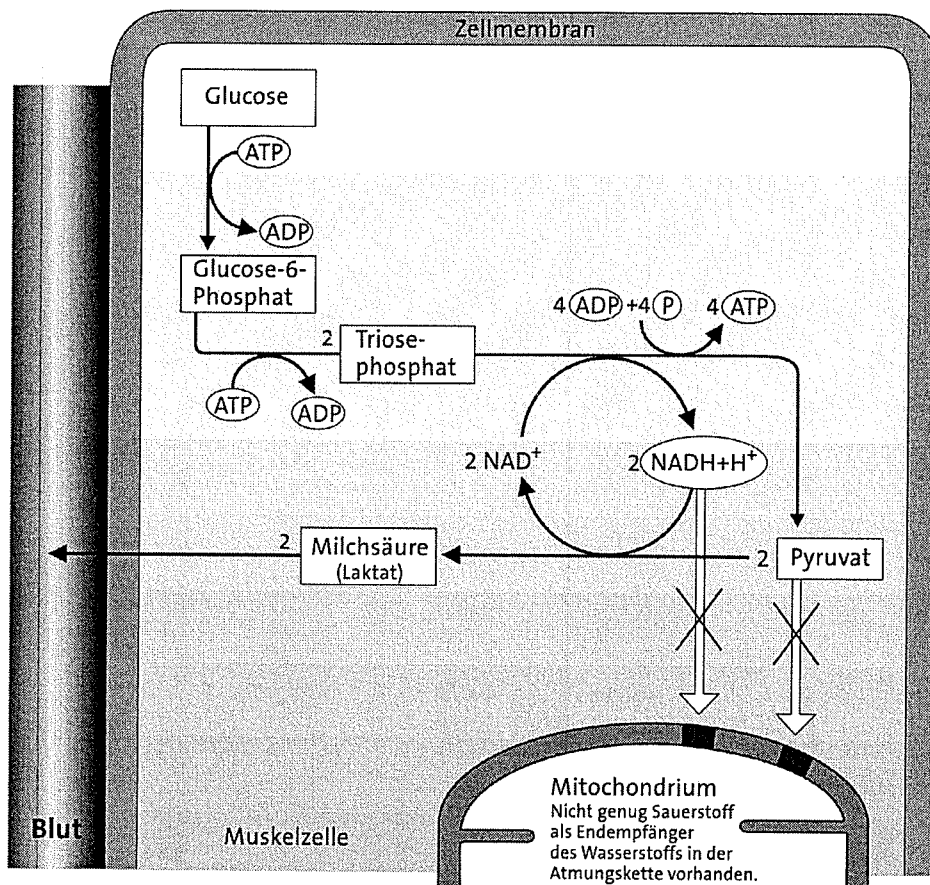 Zellmembran
Glucose
ATP
ADP
Glucose-6-
Phosphat
4 ADP +4 P 4 ATP
2 Triose-
phosphat
ATP ADP
2 NAD⁺ 2 NADH+H⁺
2 Milchsäure
(Laktat)
2 Pyruvat
Mitochondrium
Nicht genug Sauerstoff
als Endempfänger
des Wasserstoffs in der
Atmungskette vorhanden.
Blut
Muskelzelle